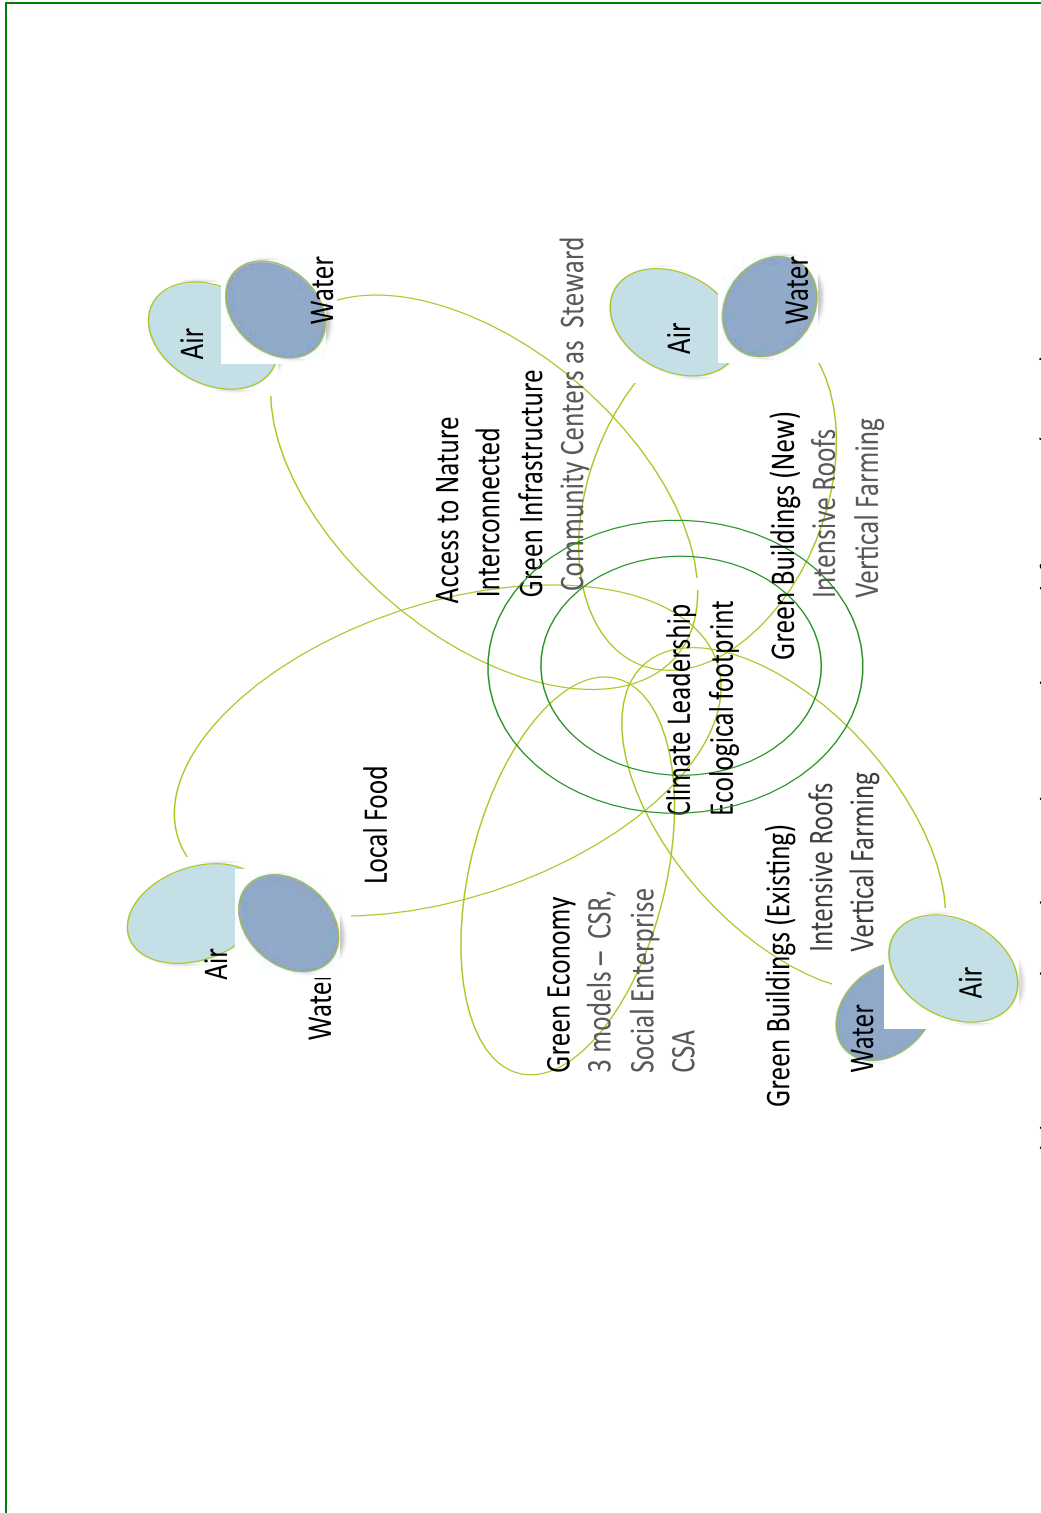 Air
Air
Water
Water
Local Food
Access to Nature
Interconnected
Green Infrastructure
Community Centers as Steward
Green Economy
3 models – CSR,
Social Enterprise
CSA
Climate Leadership
Ecological footprint
Air
Water
Green Buildings (Existing)
Intensive Roofs
Vertical Farming
Green Buildings (New)
Intensive Roofs
Vertical Farming
Water
Air